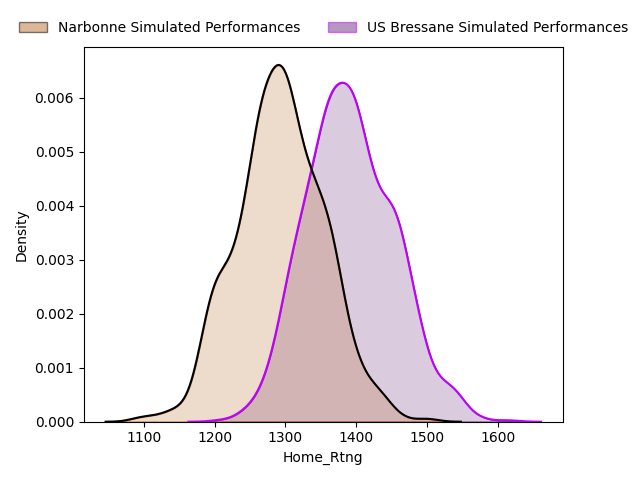 Narbonne Simulated Performances US Bressane Simulated Performances
0.006
0.005
0.004
0.003
0.002
0.001
0.000
Density
1100 1200 1300 1400 1500 1600
Home_Rtng